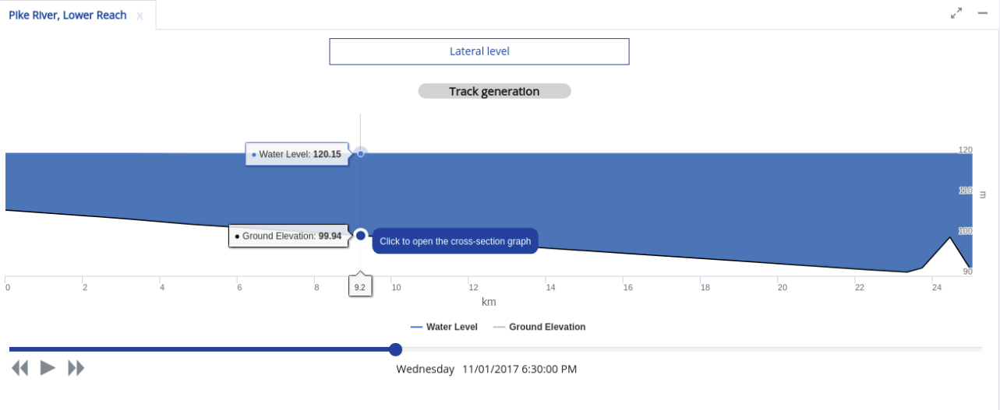 Pike River, Lower Reach x
Lateral level
Track generation
● Water Level: 120.15
120
110
m
100
● Ground Elevation: 99.94
Click to open the cross-section graph
90
0 2 4 6 8 9.2 10 12 14 16 18 20 22 24
km
Water Level Ground Elevation
Wednesday 11/01/2017 6:30:00 PM